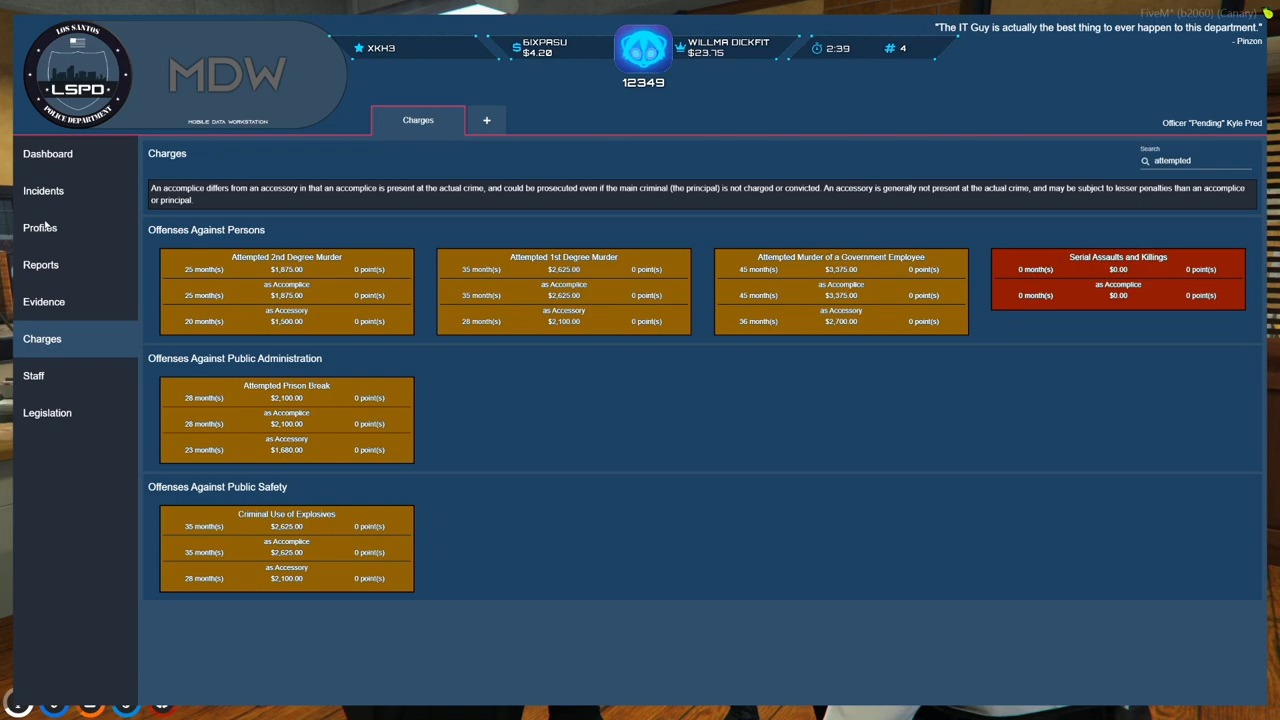 FiveM* (b2060) (Canary)
"The IT Guy is actually the best thing to ever happen to this department."
- Pinzon
LOS SANTOS
LSPD
POLICE DEPARTMENT
MDW
MOBILE DATA WORKSTATION
XKH3
6IXPA5U
$4.20
12349
WILLMA DICKFIT
$23.75
2:39
# 4
Charges
+
Officer "Pending" Kyle Pred
Dashboard
Incidents
Profiles
Reports
Evidence
Charges
Staff
Legislation
Charges
Search
attempted
An accomplice differs from an accessory in that an accomplice is present at the actual crime, and could be prosecuted even if the main criminal (the principal) is not charged or convicted. An accessory is generally not present at the actual crime, and may be subject to lesser penalties than an accomplice
or principal.
Offenses Against Persons
Attempted 2nd Degree Murder
25 month(s) $1,875.00 0 point(s)
as Accomplice
25 month(s) $1,875.00 0 point(s)
as Accessory
20 month(s) $1,500.00 0 point(s)
Attempted 1st Degree Murder
35 month(s) $2,625.00 0 point(s)
as Accomplice
35 month(s) $2,625.00 0 point(s)
as Accessory
28 month(s) $2,100.00 0 point(s)
Attempted Murder of a Government Employee
45 month(s) $3,375.00 0 point(s)
as Accomplice
45 month(s) $3,375.00 0 point(s)
as Accessory
36 month(s) $2,700.00 0 point(s)
Serial Assaults and Killings
0 month(s) $0.00 0 point(s)
as Accomplice
0 month(s) $0.00 0 point(s)
Offenses Against Public Administration
Attempted Prison Break
28 month(s) $2,100.00 0 point(s)
as Accomplice
28 month(s) $2,100.00 0 point(s)
as Accessory
23 month(s) $1,680.00 0 point(s)
Offenses Against Public Safety
Criminal Use of Explosives
35 month(s) $2,625.00 0 point(s)
as Accomplice
35 month(s) $2,625.00 0 point(s)
as Accessory
28 month(s) $2,100.00 0 point(s)